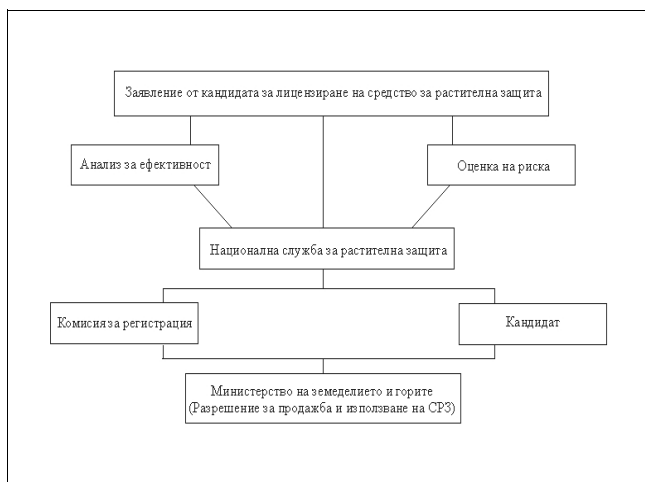 Заявление от кандидата за лицензиране на средство за растителна защита
Анализ за ефективност
Оценка на риска
Национална служба за растителна защита
Комисия за регистрация
Кандидат
Министерство на земеделието и горите
(Разрешение за продажба и използване на СРЗ)